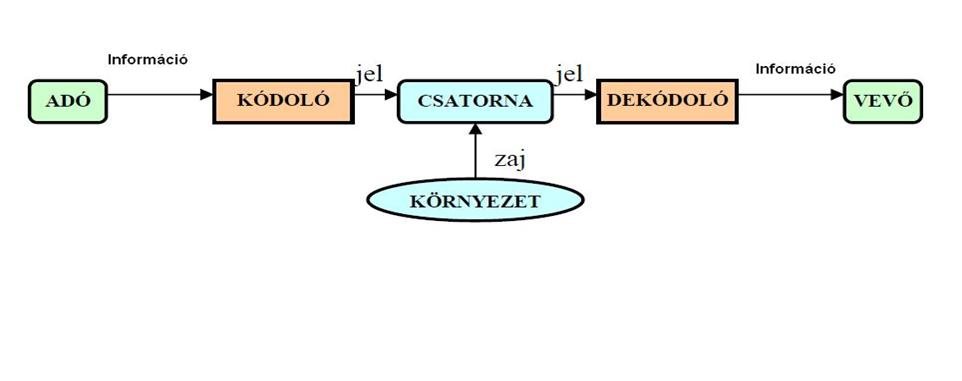 Információ
Információ
ADÓ
KÓDOLÓ
jel
CSATORNA
jel
DEKÓDOLÓ
VEVŐ
zaj
KÖRNYEZET